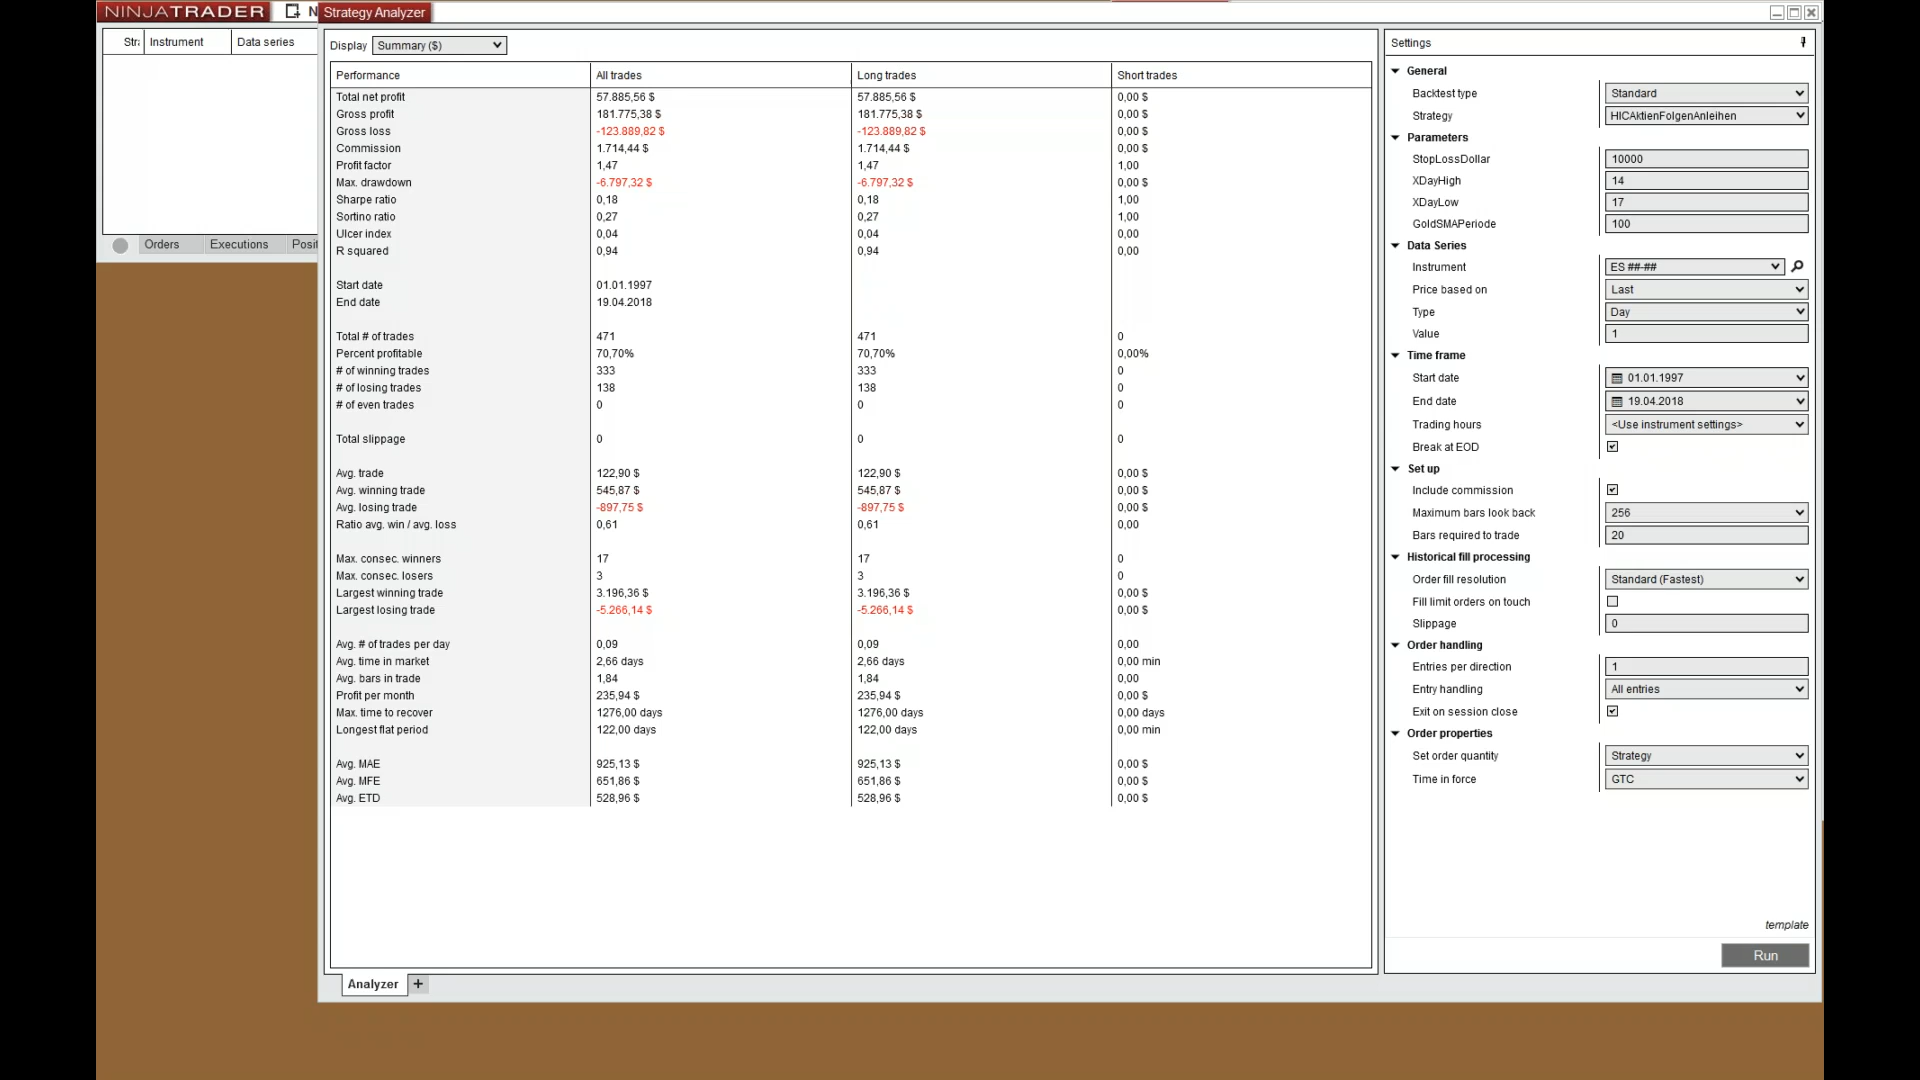 NINJATRADER N Strategy Analyzer
Str Instrument Data series
Orders Executions Posit
Display Summary ($)
Performance All trades Long trades Short trades
Total net profit 57.885,56 $ 57.885,56 $ 0,00 $
Gross profit 181.775,38 $ 181.775,38 $ 0,00 $
Gross loss -123.889,82 $ -123.889,82 $ 0,00 $
Commission 1.714,44 $ 1.714,44 $ 0,00 $
Profit factor 1,47 1,47 1,00
Max. drawdown -6.797,32 $ -6.797,32 $ 0,00 $
Sharpe ratio 0,18 0,18 1,00
Sortino ratio 0,27 0,27 1,00
Ulcer index 0,04 0,04 0,00
R squared 0,94 0,94 0,00
Start date 01.01.1997
End date 19.04.2018
Total # of trades 471 471 0
Percent profitable 70,70% 70,70% 0,00%
# of winning trades 333 333 0
# of losing trades 138 138 0
# of even trades 0 0 0
Total slippage 0 0 0
Avg. trade 122,90 $ 122,90 $ 0,00 $
Avg. winning trade 545,87 $ 545,87 $ 0,00 $
Avg. losing trade -897,75 $ -897,75 $ 0,00 $
Ratio avg. win / avg. loss 0,61 0,61 0,00
Max. consec. winners 17 17 0
Max. consec. losers 3 3 0
Largest winning trade 3.196,36 $ 3.196,36 $ 0,00 $
Largest losing trade -5.266,14 $ -5.266,14 $ 0,00 $
Avg. # of trades per day 0,09 0,09 0,00
Avg. time in market 2,66 days 2,66 days 0,00 min
Avg. bars in trade 1,84 1,84 0,00
Profit per month 235,94 $ 235,94 $ 0,00 $
Max. time to recover 1276,00 days 1276,00 days 0,00 days
Longest flat period 122,00 days 122,00 days 0,00 min
Avg. MAE 925,13 $ 925,13 $ 0,00 $
Avg. MFE 651,86 $ 651,86 $ 0,00 $
Avg. ETD 528,96 $ 528,96 $ 0,00 $
Analyzer +
Settings
General
Backtest type Standard
Strategy HICAktienFolgenAnleihen
Parameters
StopLossDollar 10000
XDayHigh 14
XDayLow 17
GoldSMAPeriode 100
Data Series
Instrument ES ##-##
Price based on Last
Type Day
Value 1
Time frame
Start date 01.01.1997
End date 19.04.2018
Trading hours <Use instrument settings>
Break at EOD
Set up
Include commission
Maximum bars look back 256
Bars required to trade 20
Historical fill processing
Order fill resolution Standard (Fastest)
Fill limit orders on touch
Slippage 0
Order handling
Entries per direction 1
Entry handling All entries
Exit on session close
Order properties
Set order quantity Strategy
Time in force GTC
template
Run